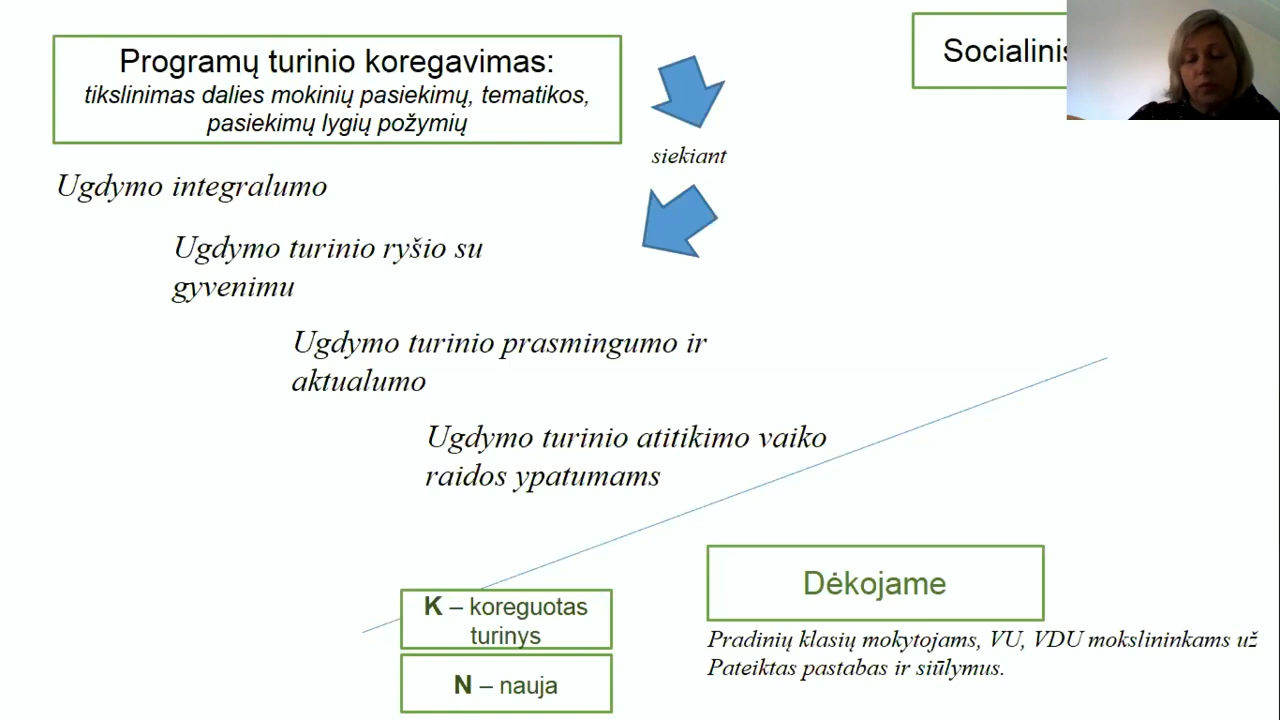 Programų turinio koregavimas:
tikslinimas dalies mokinių pasiekimų, tematikos,
pasiekimų lygių požymių
siekiant
Ugdymo integralumo
Ugdymo turinio ryšio su
gyvenimu
Ugdymo turinio prasmingumo ir
aktualumo
Ugdymo turinio atitikimo vaiko
raidos ypatumams
K – koreguotas
turinys
N – nauja
Dėkojame
Pradinių klasių mokytojams, VU, VDU mokslininkams už
Pateiktas pastabas ir siūlymus.